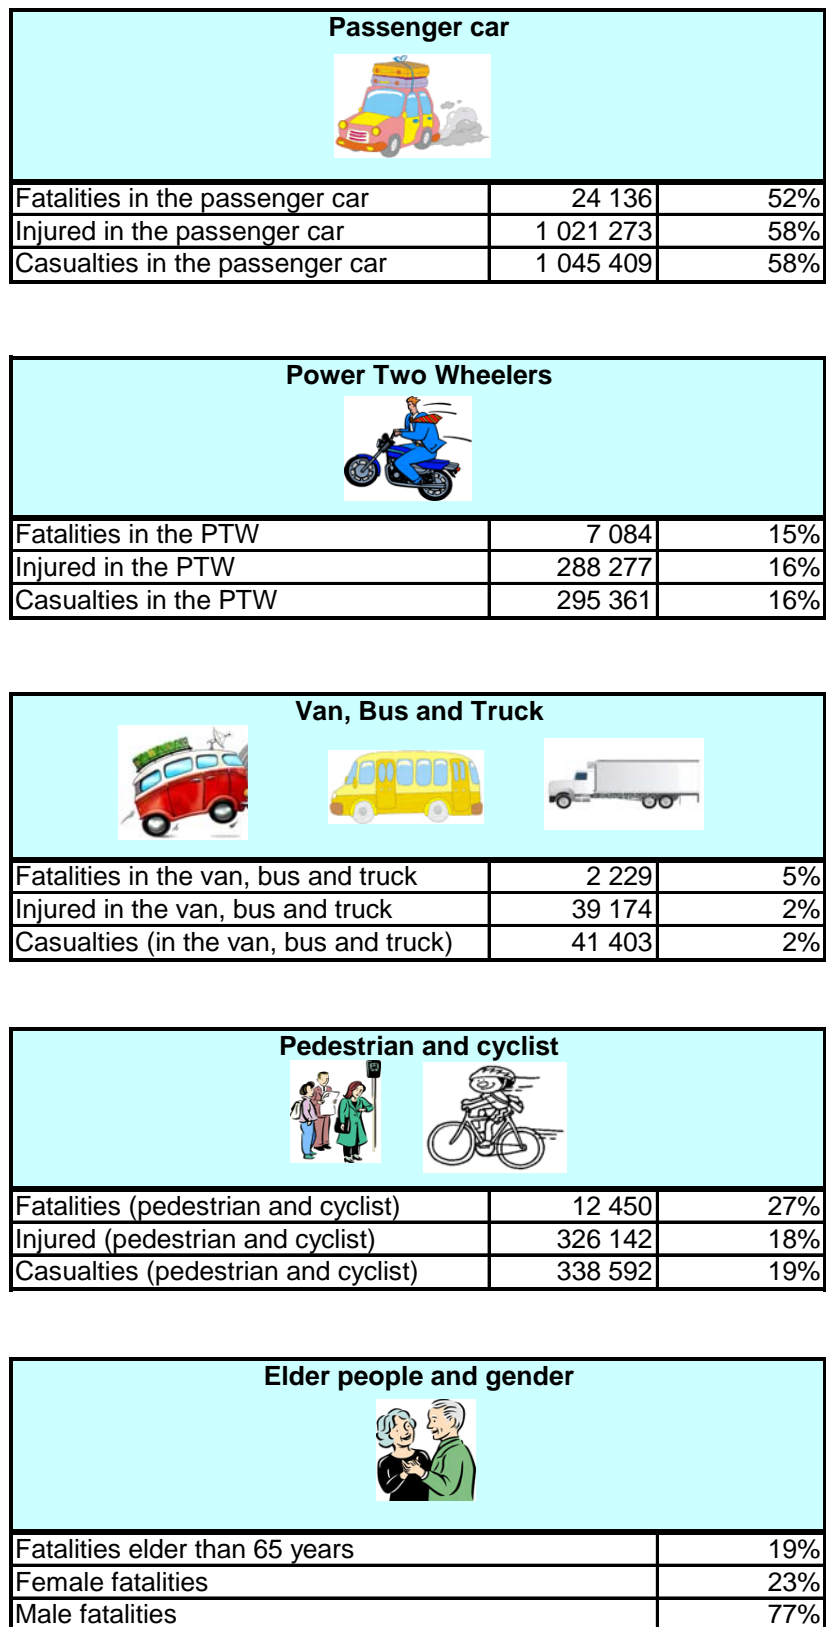 Passenger car
Fatalities in the passenger car 24 136 52%
Injured in the passenger car 1 021 273 58%
Casualties in the passenger car 1 045 409 58%
Power Two Wheelers
Fatalities in the PTW 7 084 15%
Injured in the PTW 288 277 16%
Casualties in the PTW 295 361 16%
Van, Bus and Truck
Fatalities in the van, bus and truck 2 229 5%
Injured in the van, bus and truck 39 174 2%
Casualties (in the van, bus and truck) 41 403 2%
Pedestrian and cyclist
Fatalities (pedestrian and cyclist) 12 450 27%
Injured (pedestrian and cyclist) 326 142 18%
Casualties (pedestrian and cyclist) 338 592 19%
Elder people and gender
Fatalities elder than 65 years 19%
Female fatalities 23%
Male fatalities 77%